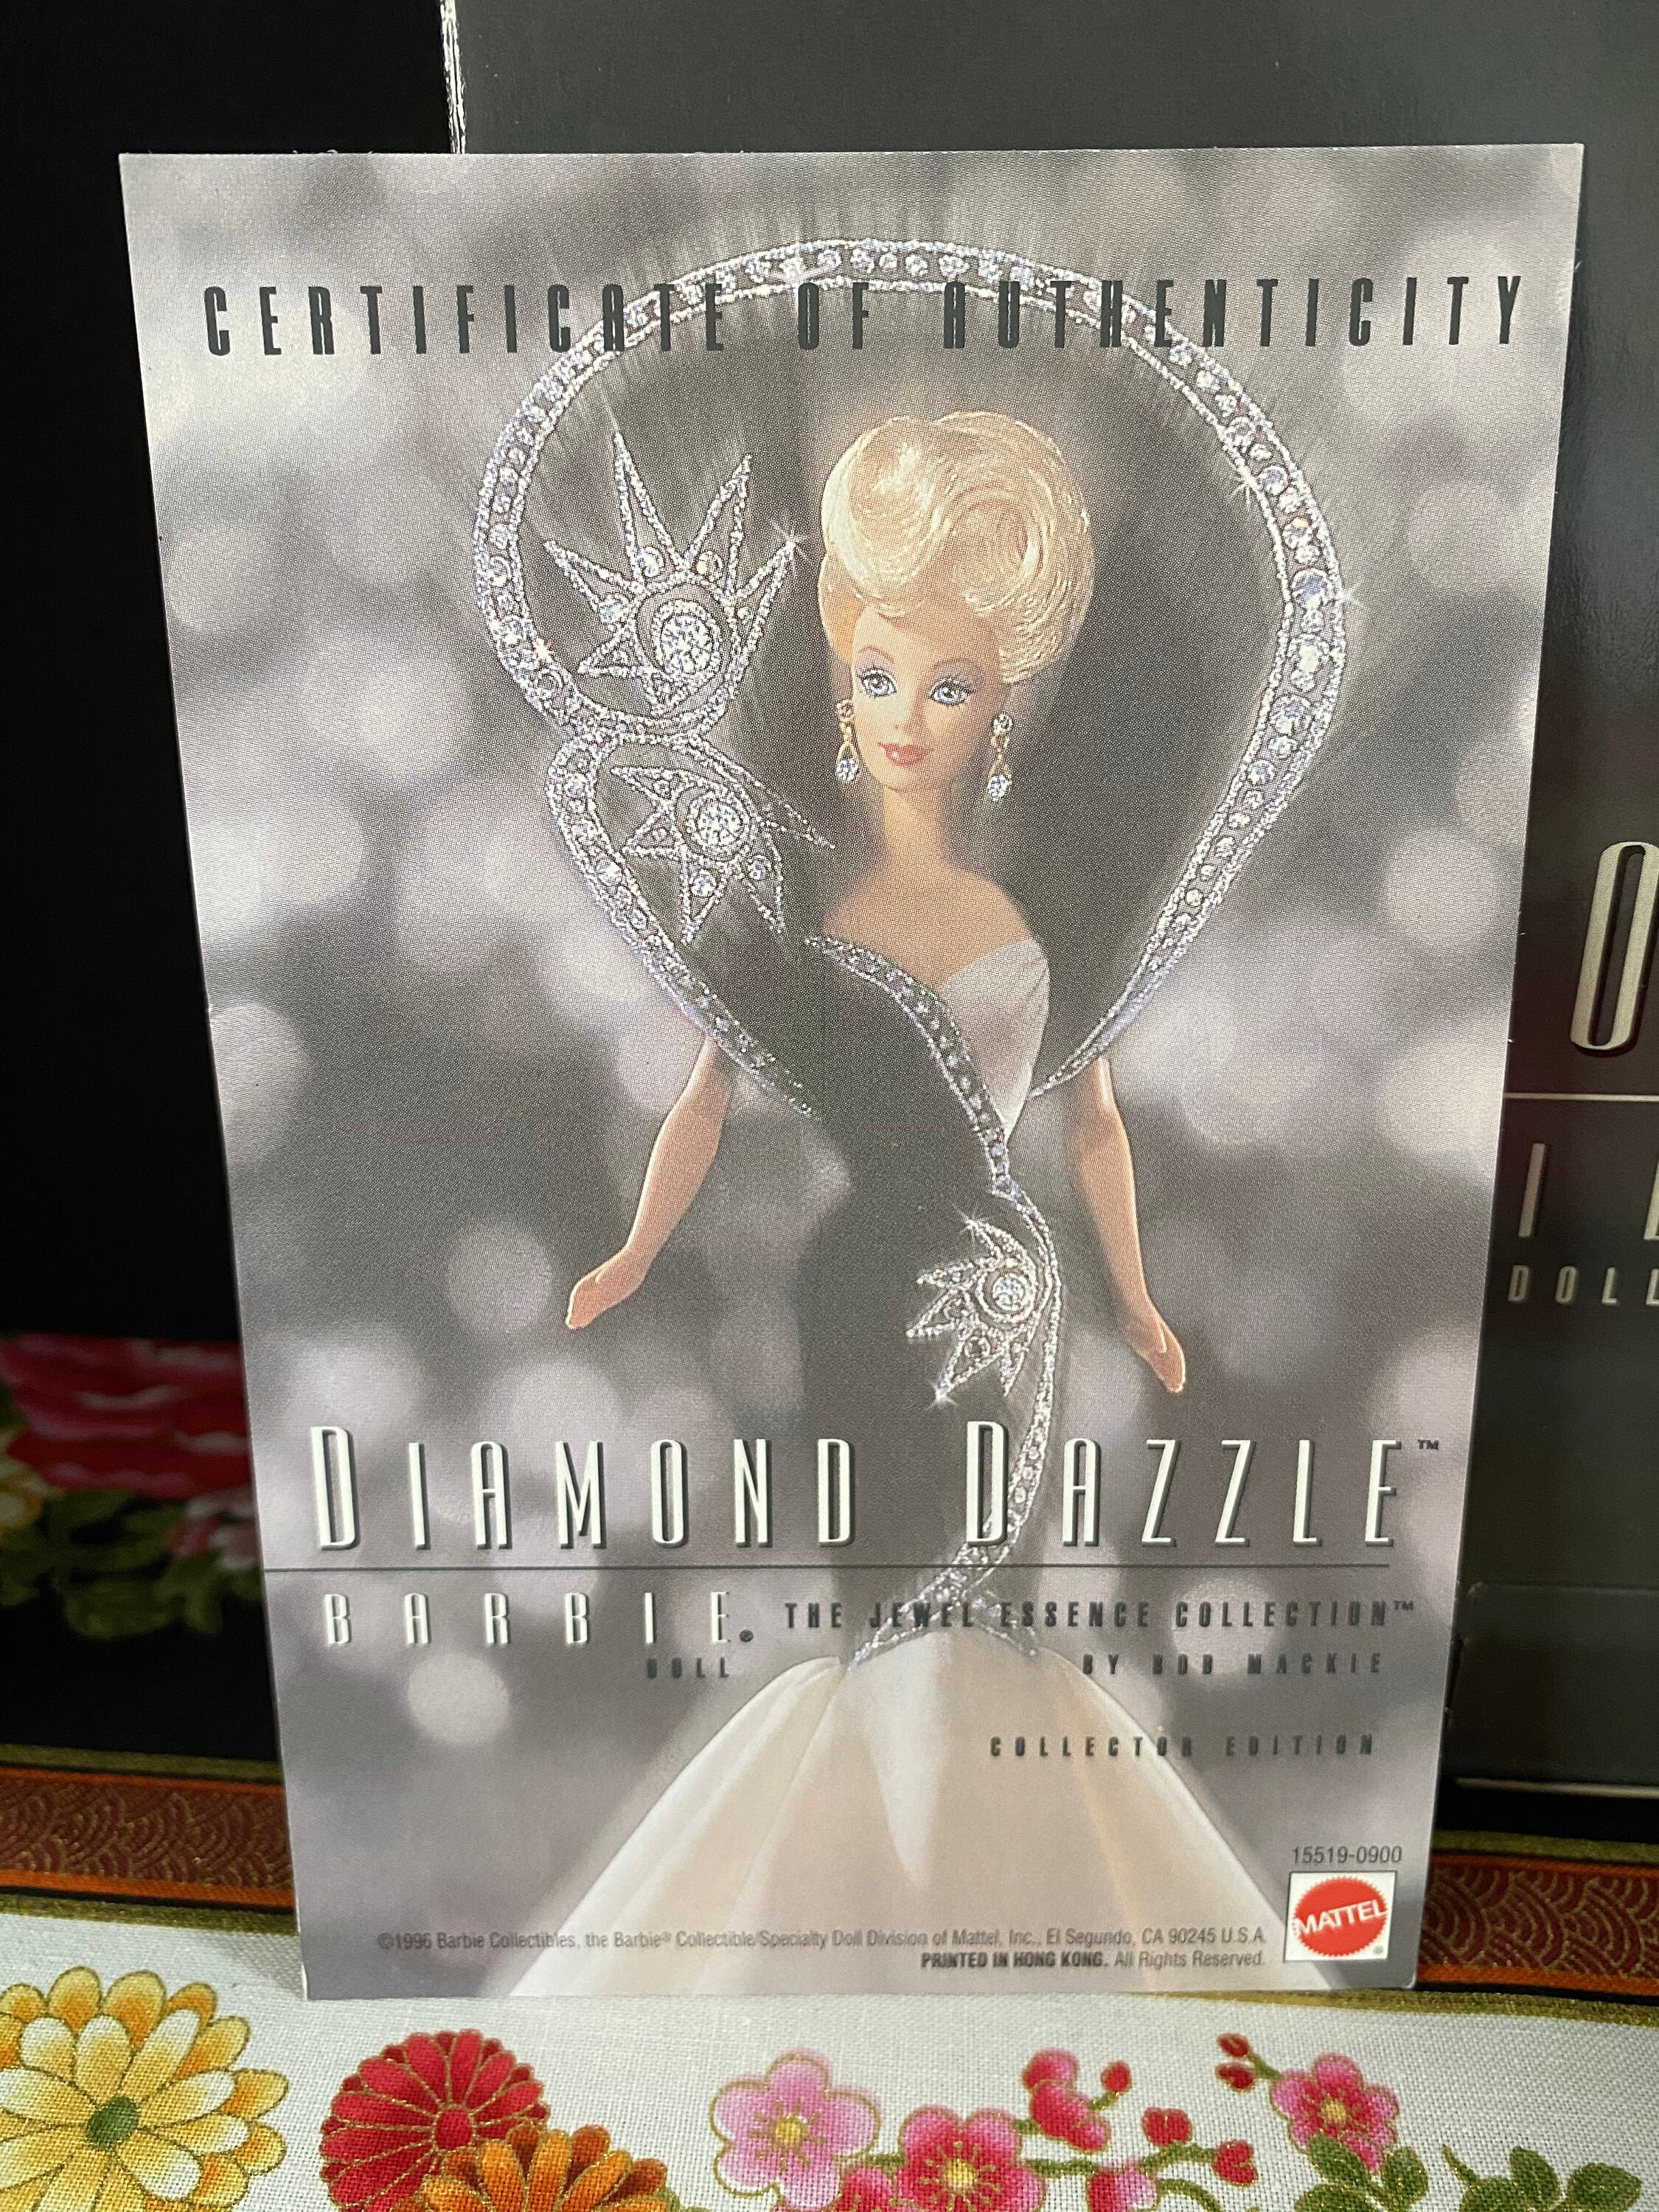 CERTIFICATE OF AUTHENTICITY
DIAMOND DAZZLE™
BARBIE® THE JEWEL ESSENCE COLLECTION™
DOLL BY BOB MACKIE
COLLECTOR EDITION
15519-0900
MATTEL®
©1996 Barbie Collectibles, the Barbie® Collectible/Specialty Doll Division of Mattel, Inc., El Segundo, CA 90245 U.S.A.
PRINTED IN HONG KONG. All Rights Reserved.
O
I
DOLL